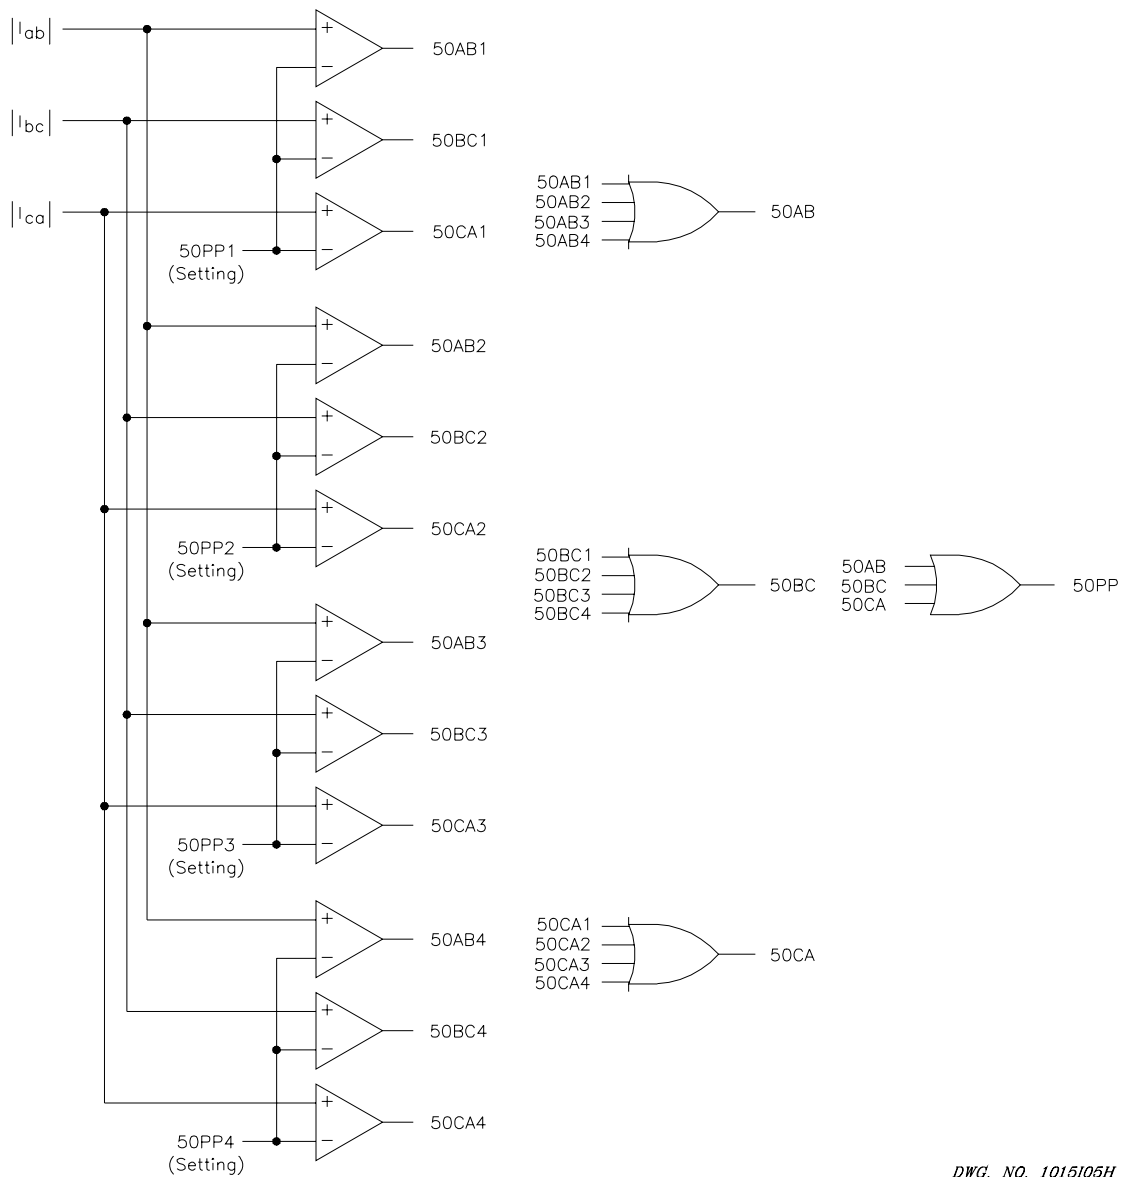 |Iab|
+
−
50AB1
|Ibc|
+
−
50BC1
|Ica|
+
−
50CA1
50PP1
(Setting)
50AB1
50AB2
50AB3
50AB4
50AB
+
−
50AB2
+
−
50BC2
+
−
50CA2
50PP2
(Setting)
50BC1
50BC2
50BC3
50BC4
50BC
50AB
50BC
50CA
50PP
+
−
50AB3
+
−
50BC3
+
−
50CA3
50PP3
(Setting)
+
−
50AB4
50CA1
50CA2
50CA3
50CA4
50CA
+
−
50BC4
+
−
50CA4
50PP4
(Setting)
DWG. NO. 1015I05H